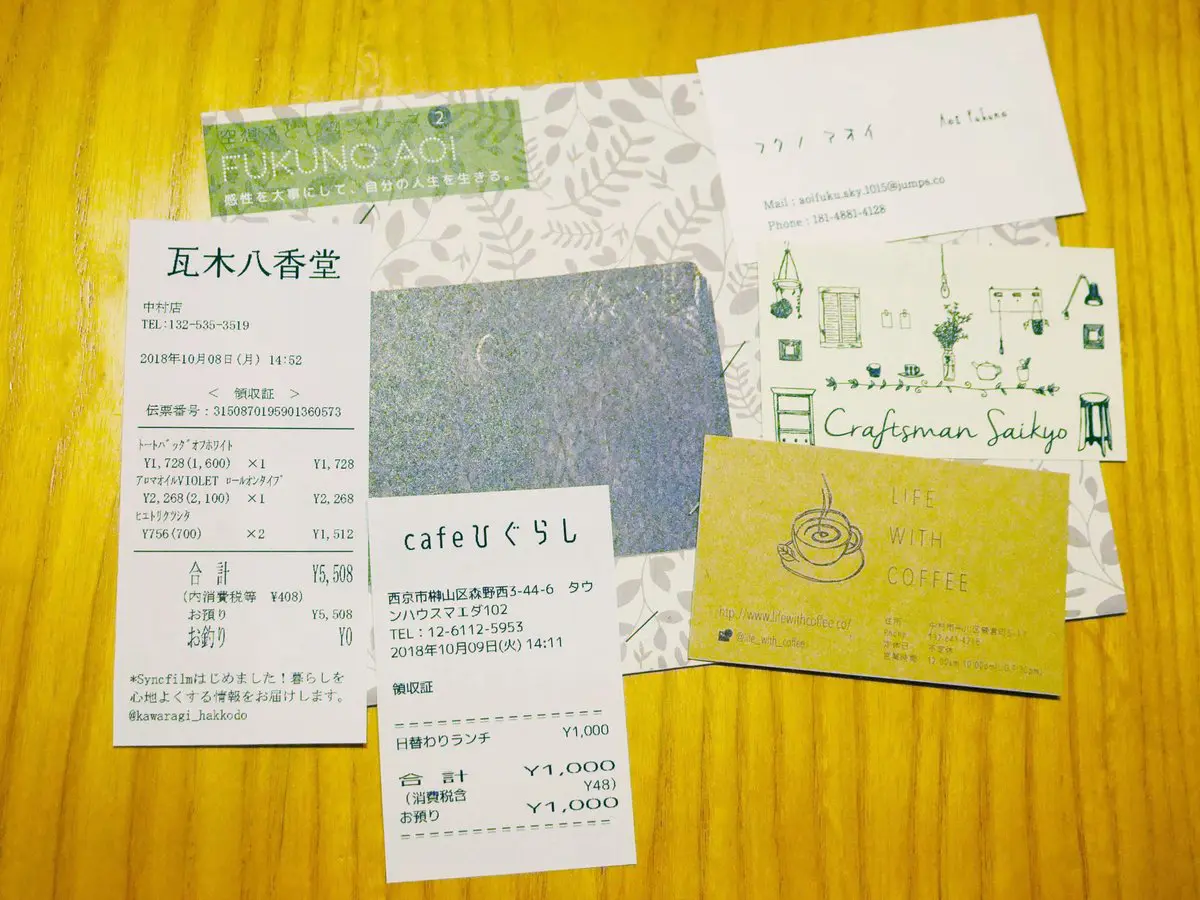 FUKUNO AOI
感性を大事にして、自分の人生を生きる。
フクノ アオイ
Aoi Fukuno
Mail : aoifuku.sky.1015@jumpa.co
Phone : 181-4881-4128
瓦木八香堂
中村店
TEL:132-535-3519
2018年10月08日(月) 14:52
< 領収証 >
伝票番号：3150870195901360573
ﾄｰﾄﾊﾞｯｸﾞｵﾌﾎﾜｲﾄ
¥1,728(1,600) ×1 ¥1,728
ｱﾛﾏｵｲﾙVIOLET ﾛｰﾙｵﾝﾀｲﾌﾟ
¥2,268(2,100) ×1 ¥2,268
ﾋｴﾄﾘｸﾂｼﾀ
¥756(700) ×2 ¥1,512
合 計 ¥5,508
(内消費税等 ¥408)
お預り ¥5,508
お釣り ¥0
*Syncfilmはじめました！暮らしを
心地よくする情報をお届けします。
@kawaragi_hakkodo
cafeひぐらし
西京市榊山区森野西3-44-6 タウ
ンハウスマエダ102
TEL：12-6112-5953
2018年10月09日(火) 14:11
領収証
日替わりランチ ¥1,000
合 計 ¥1,000
(消費税含 ¥48)
お預り ¥1,000
Craftsman Saikyo
LIFE
WITH
COFFEE
http://www.lifewithcoffee.co/
@life_with_coffee
住所
Phone
定休日 不定休
営業時間